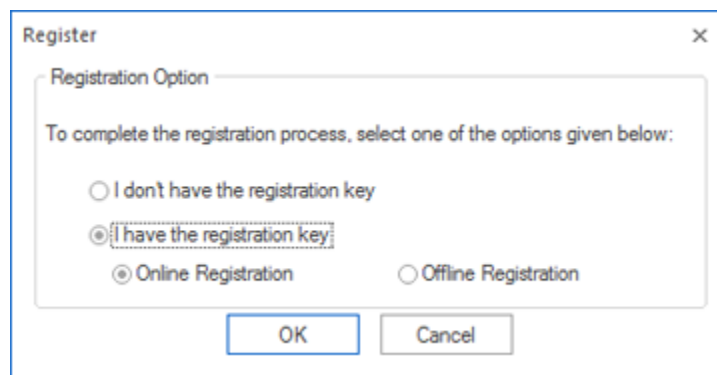 Register
Registration Option
To complete the registration process, select one of the options given below:
I don't have the registration key
I have the registration key
Online Registration Offline Registration
OK Cancel